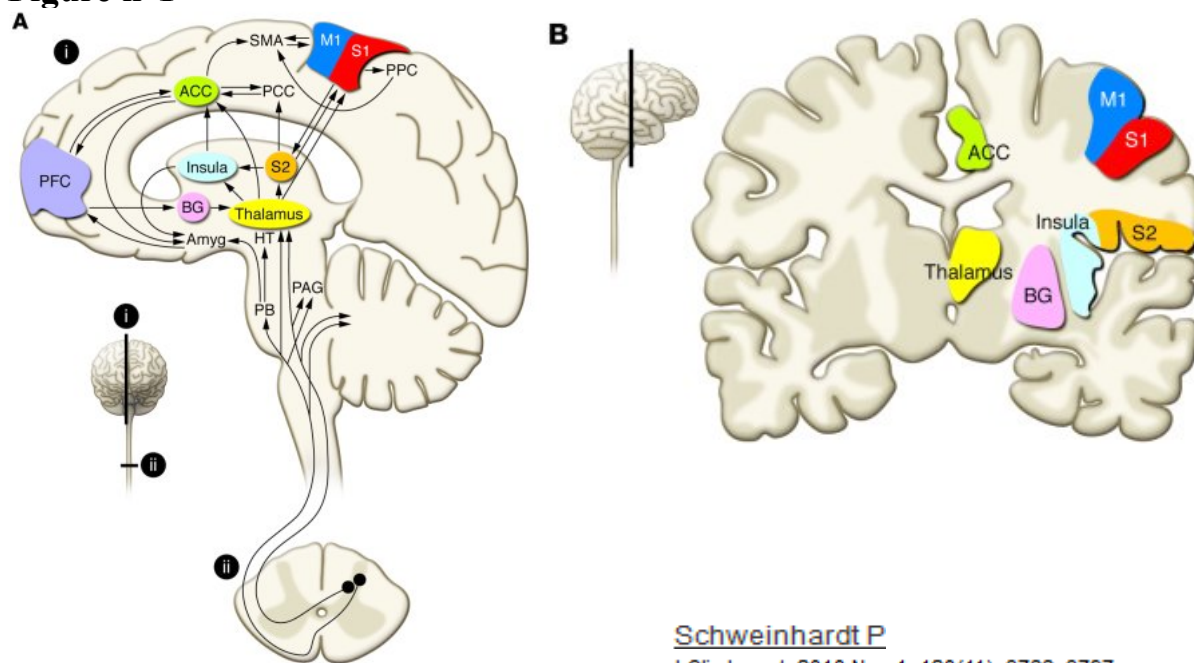 A
i
SMA
M1
S1
PPC
ACC
PCC
PFC
Insula
S2
BG
Thalamus
Amyg
HT
PAG
PB
i
ii
ii
B
M1
S1
ACC
Insula
S2
Thalamus
BG
Schweinhardt P